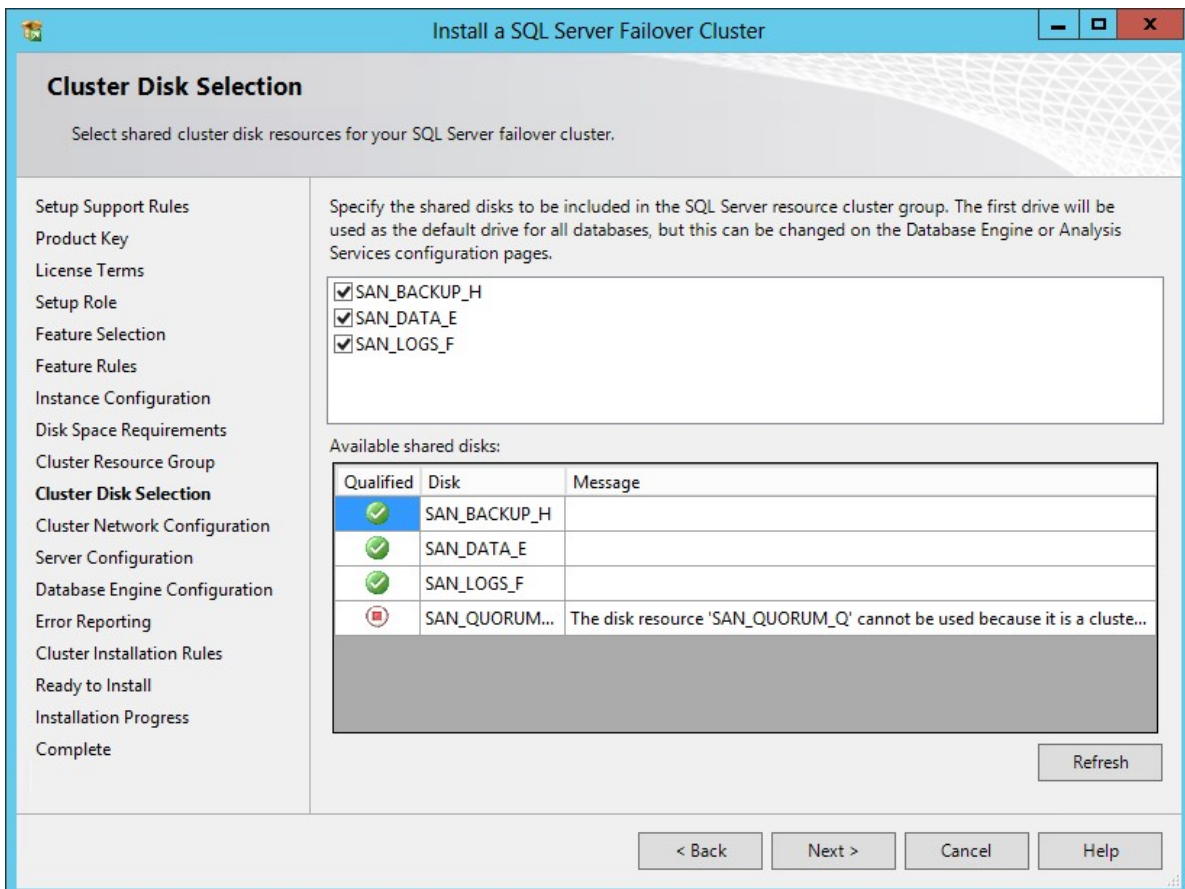 Install a SQL Server Failover Cluster
Cluster Disk Selection
Select shared cluster disk resources for your SQL Server failover cluster.
Setup Support Rules
Product Key
License Terms
Setup Role
Feature Selection
Feature Rules
Instance Configuration
Disk Space Requirements
Cluster Resource Group
Cluster Disk Selection
Cluster Network Configuration
Server Configuration
Database Engine Configuration
Error Reporting
Cluster Installation Rules
Ready to Install
Installation Progress
Complete
Specify the shared disks to be included in the SQL Server resource cluster group. The first drive will be
used as the default drive for all databases, but this can be changed on the Database Engine or Analysis
Services configuration pages.
SAN_BACKUP_H
SAN_DATA_E
SAN_LOGS_F
Available shared disks:
Qualified Disk Message
SAN_BACKUP_H
SAN_DATA_E
SAN_LOGS_F
SAN_QUORUM... The disk resource 'SAN_QUORUM_Q' cannot be used because it is a cluste...
Refresh
< Back Next > Cancel Help